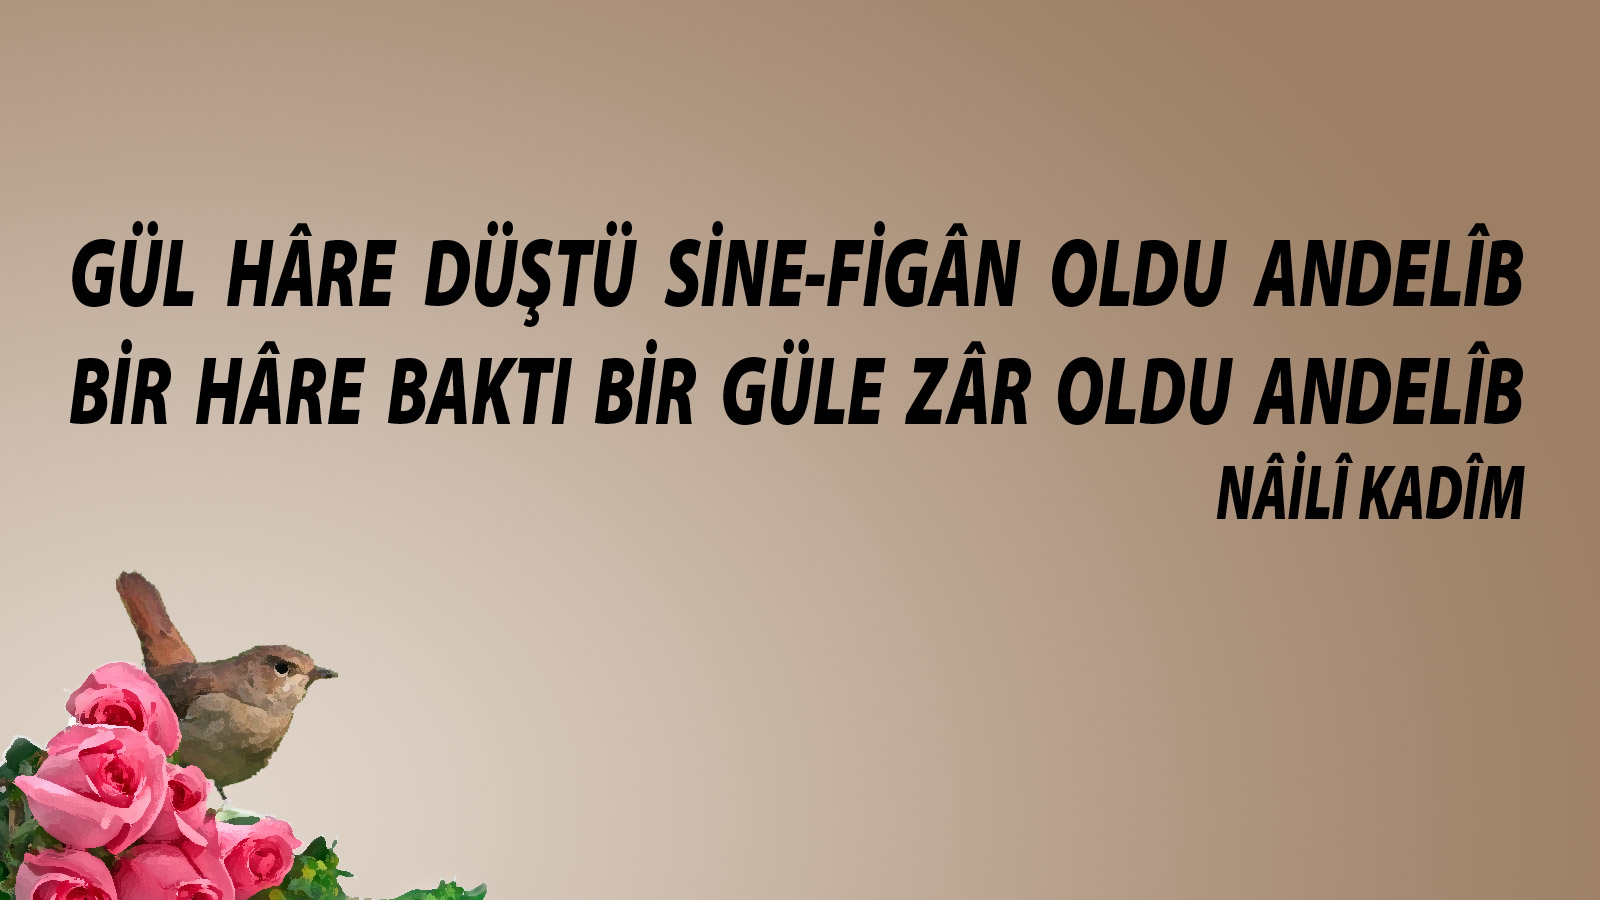 GÜL HÂRE DÜŞTÜ SİNE-FİGÂN OLDU ANDELÎB
BİR HÂRE BAKTI BİR GÜLE ZÂR OLDU ANDELÎB
NÂİLÎ KADÎM